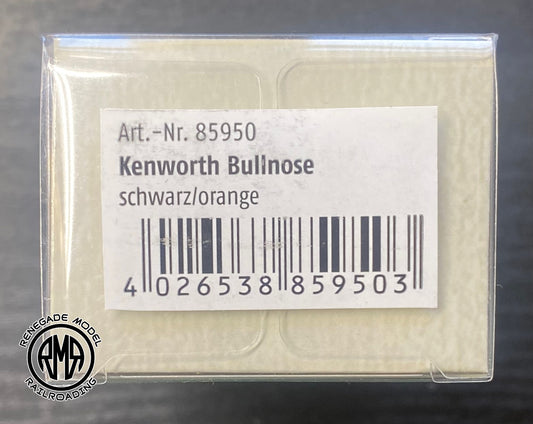 Art.-Nr. 85950
Kenworth Bullnose
schwarz/orange
4 026538 859503
RENEGADE MODEL
RMR
RAILROADING